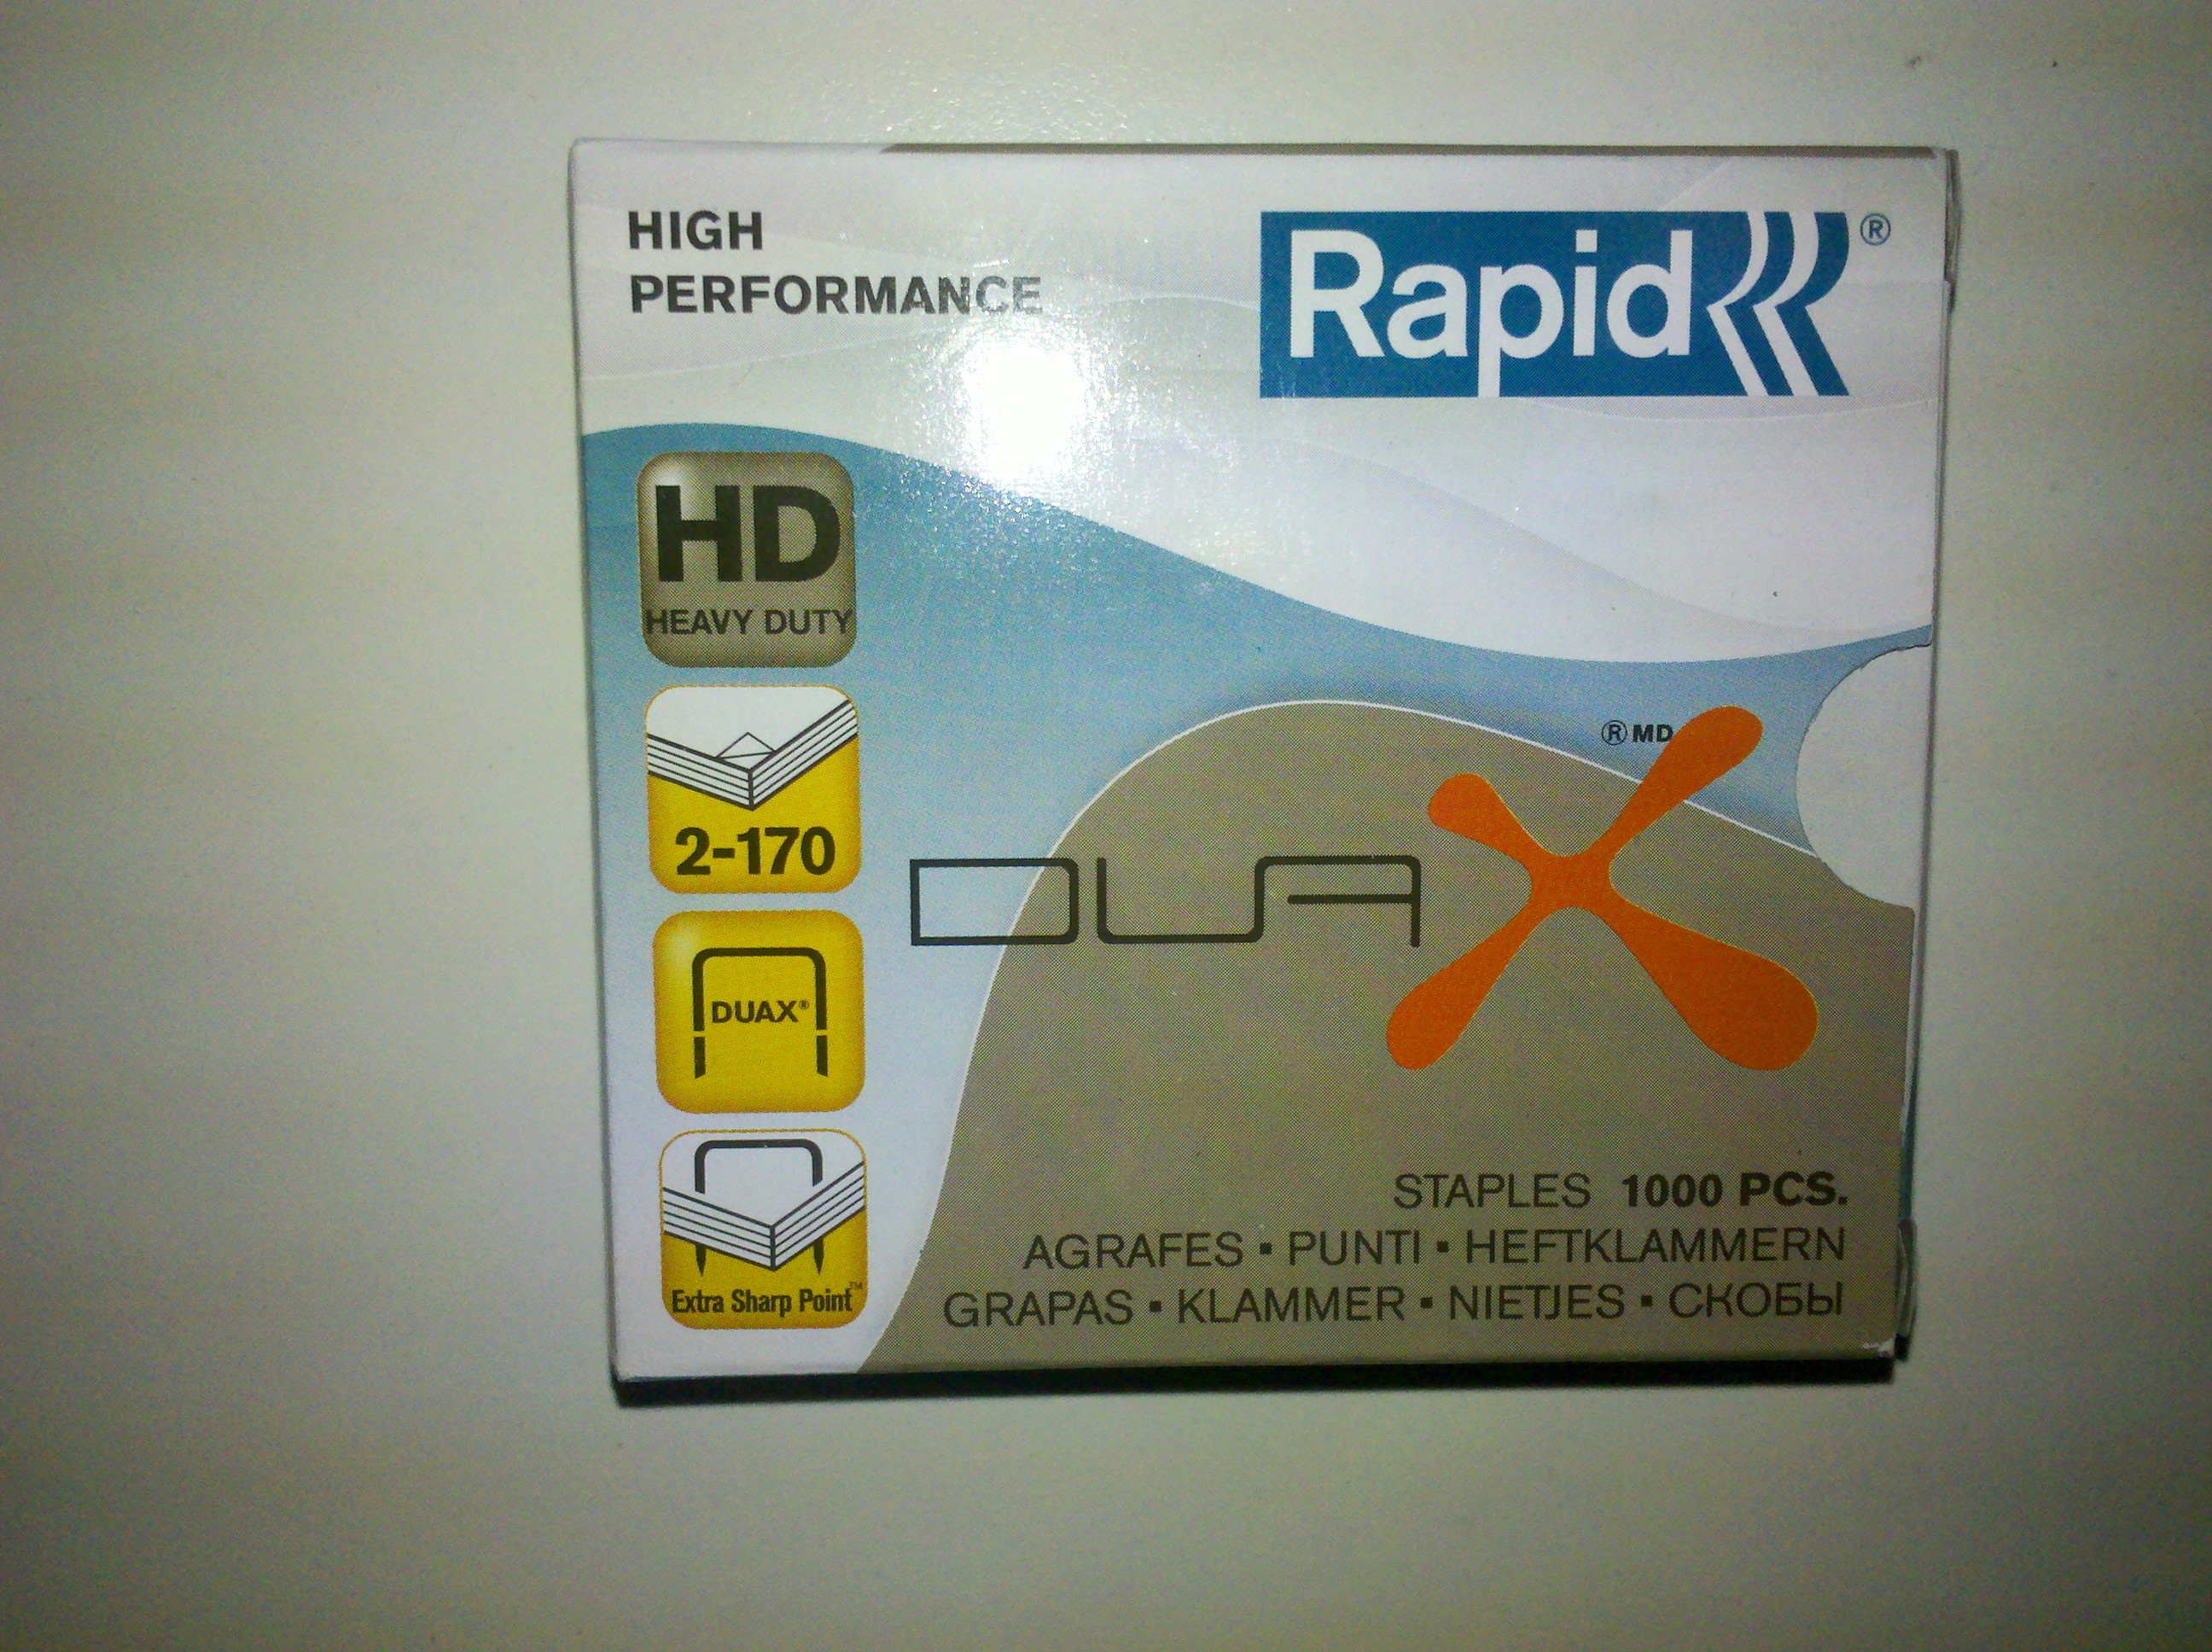 HIGH
PERFORMANCE
Rapid®
HD
HEAVY DUTY
2-170
DUAX®
Extra Sharp Point™
®MD
DUAX
STAPLES 1000 PCS.
AGRAFES ▪ PUNTI ▪ HEFTKLAMMERN
GRAPAS ▪ KLAMMER ▪ NIETJES ▪ СКОБЫ